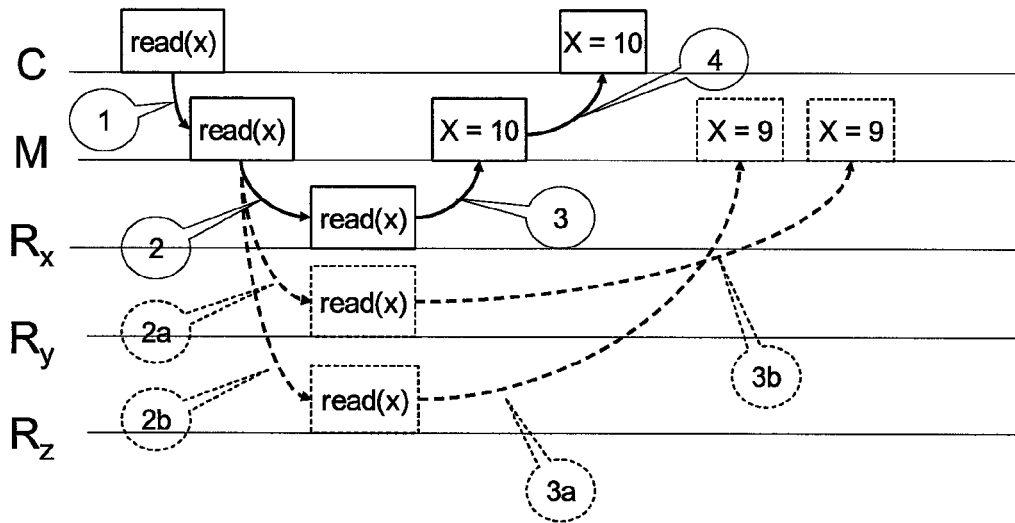 read(x)
X = 10
4
C
1
read(x)
X = 10
X = 9
X = 9
M
2
read(x)
3
R_x
2a
read(x)
R_y
3b
2b
read(x)
R_z
3a